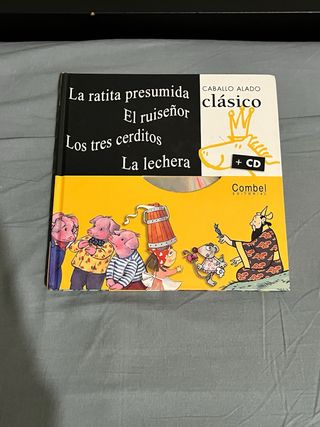 La ratita presumida
El ruiseñor
Los tres cerditos
La lechera
CABALLO ALADO
clásico
+ CD
Combel
EDITORIAL